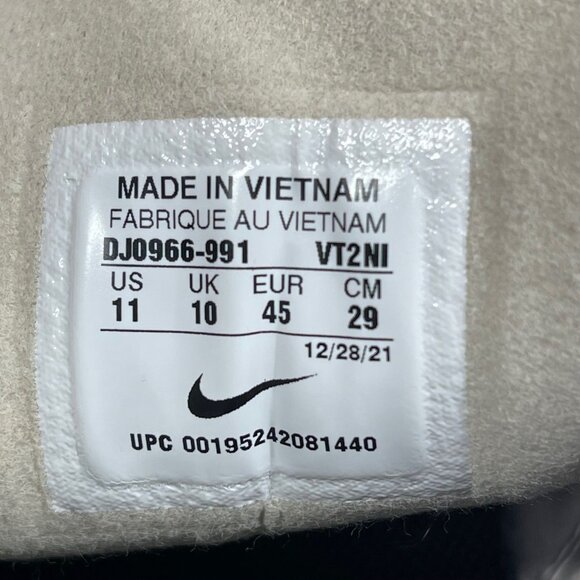 MADE IN VIETNAM
FABRIQUE AU VIETNAM
DJ0966-991 VT2NI
US UK EUR CM
11 10 45 29
12/28/21
UPC 00195242081440